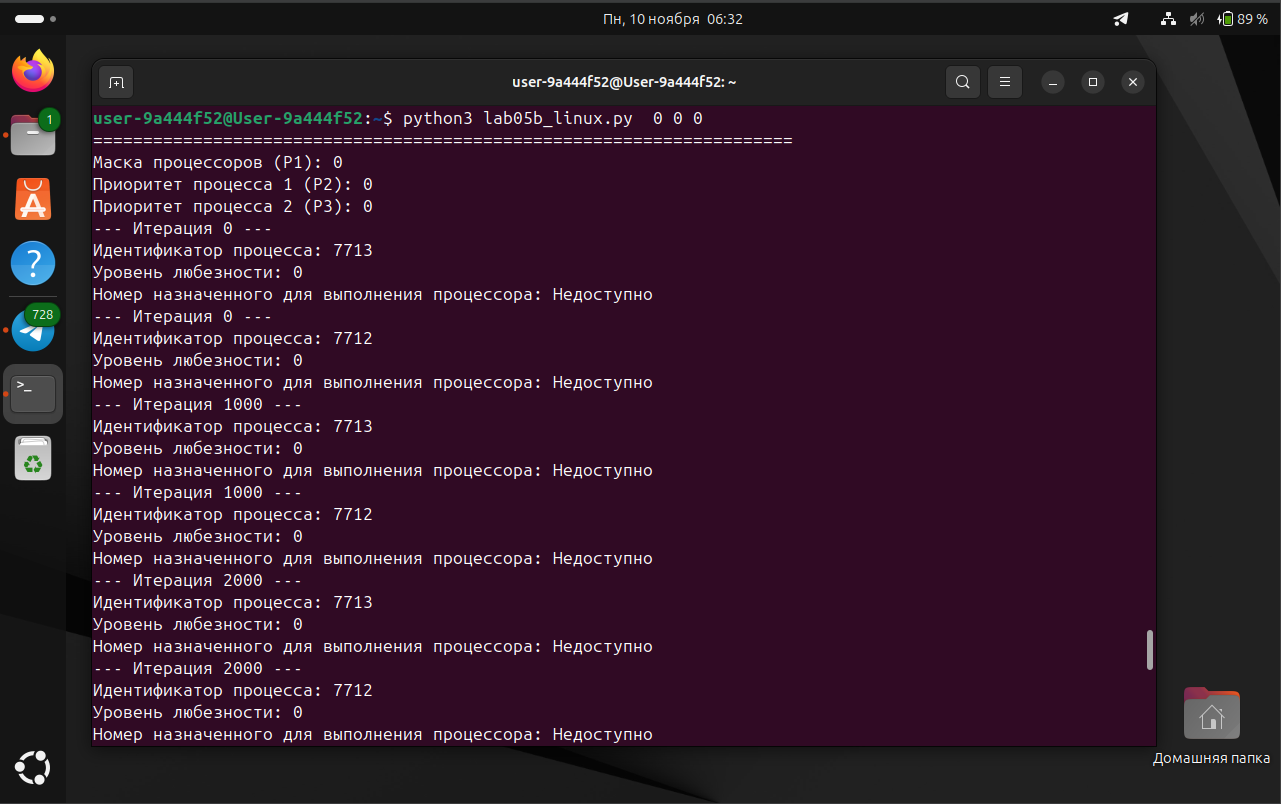 Пн, 10 ноября 06:32
89 %
user-9a444f52@User-9a444f52: ~
1
728
>_
user-9a444f52@User-9a444f52:~$ python3 lab05b_linux.py  0 0 0
======================================================================
Маска процессоров (P1): 0
Приоритет процесса 1 (P2): 0
Приоритет процесса 2 (P3): 0
--- Итерация 0 ---
Идентификатор процесса: 7713
Уровень любезности: 0
Номер назначенного для выполнения процессора: Недоступно
--- Итерация 0 ---
Идентификатор процесса: 7712
Уровень любезности: 0
Номер назначенного для выполнения процессора: Недоступно
--- Итерация 1000 ---
Идентификатор процесса: 7713
Уровень любезности: 0
Номер назначенного для выполнения процессора: Недоступно
--- Итерация 1000 ---
Идентификатор процесса: 7712
Уровень любезности: 0
Номер назначенного для выполнения процессора: Недоступно
--- Итерация 2000 ---
Идентификатор процесса: 7713
Уровень любезности: 0
Номер назначенного для выполнения процессора: Недоступно
--- Итерация 2000 ---
Идентификатор процесса: 7712
Уровень любезности: 0
Номер назначенного для выполнения процессора: Недоступно
Домашняя папка